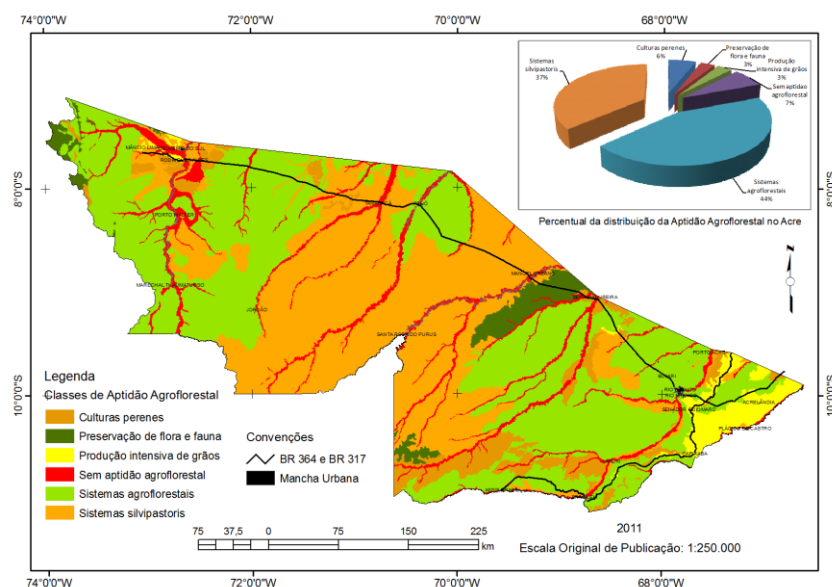 74°0'0"W
72°0'0"W
70°0'0"W
68°0'0"W
Culturas perenes
6%
Preservação de
flora e fauna
3%
Produção
intensiva de grãos
3%
Sem aptidao
agroflorestal
7%
Sistemas
silvipastoris
37%
Sistemas
agroflorestais
44%
Percentual da distribuição da Aptidão Agroflorestal no Acre
8°0'0"S
8°0'0"S
N
PORTO WALTER
JORDÃO
SANTA ROSA DO PURUS
BUJARI
ACRELÂNDIA
SENADOR GUIOMARD
PLÁCIDO DE CASTRO
CAPIXABA
10°0'0"S
10°0'0"S
Legenda
Classes de Aptidão Agroflorestal
Culturas perenes
Preservação de flora e fauna
Produção intensiva de grãos
Sem aptidão agroflorestal
Sistemas agroflorestais
Sistemas silvipastoris
Convenções
BR 364 e BR 317
Mancha Urbana
75 37,5 0 75 150 225
km
2011
Escala Original de Publicação: 1:250.000
74°0'0"W
72°0'0"W
70°0'0"W
68°0'0"W